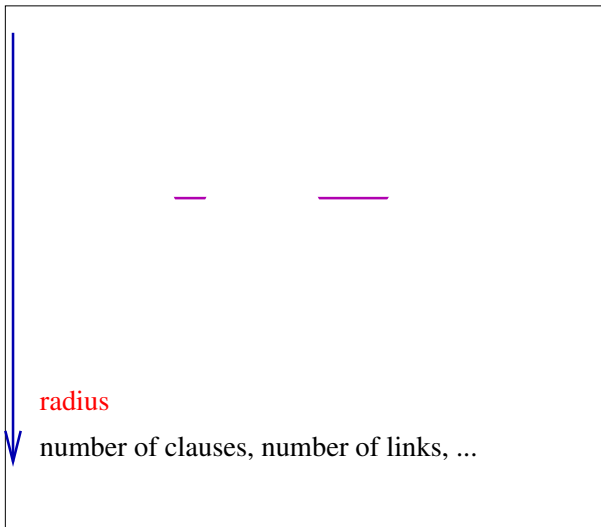 radius
number of clauses, number of links, ...